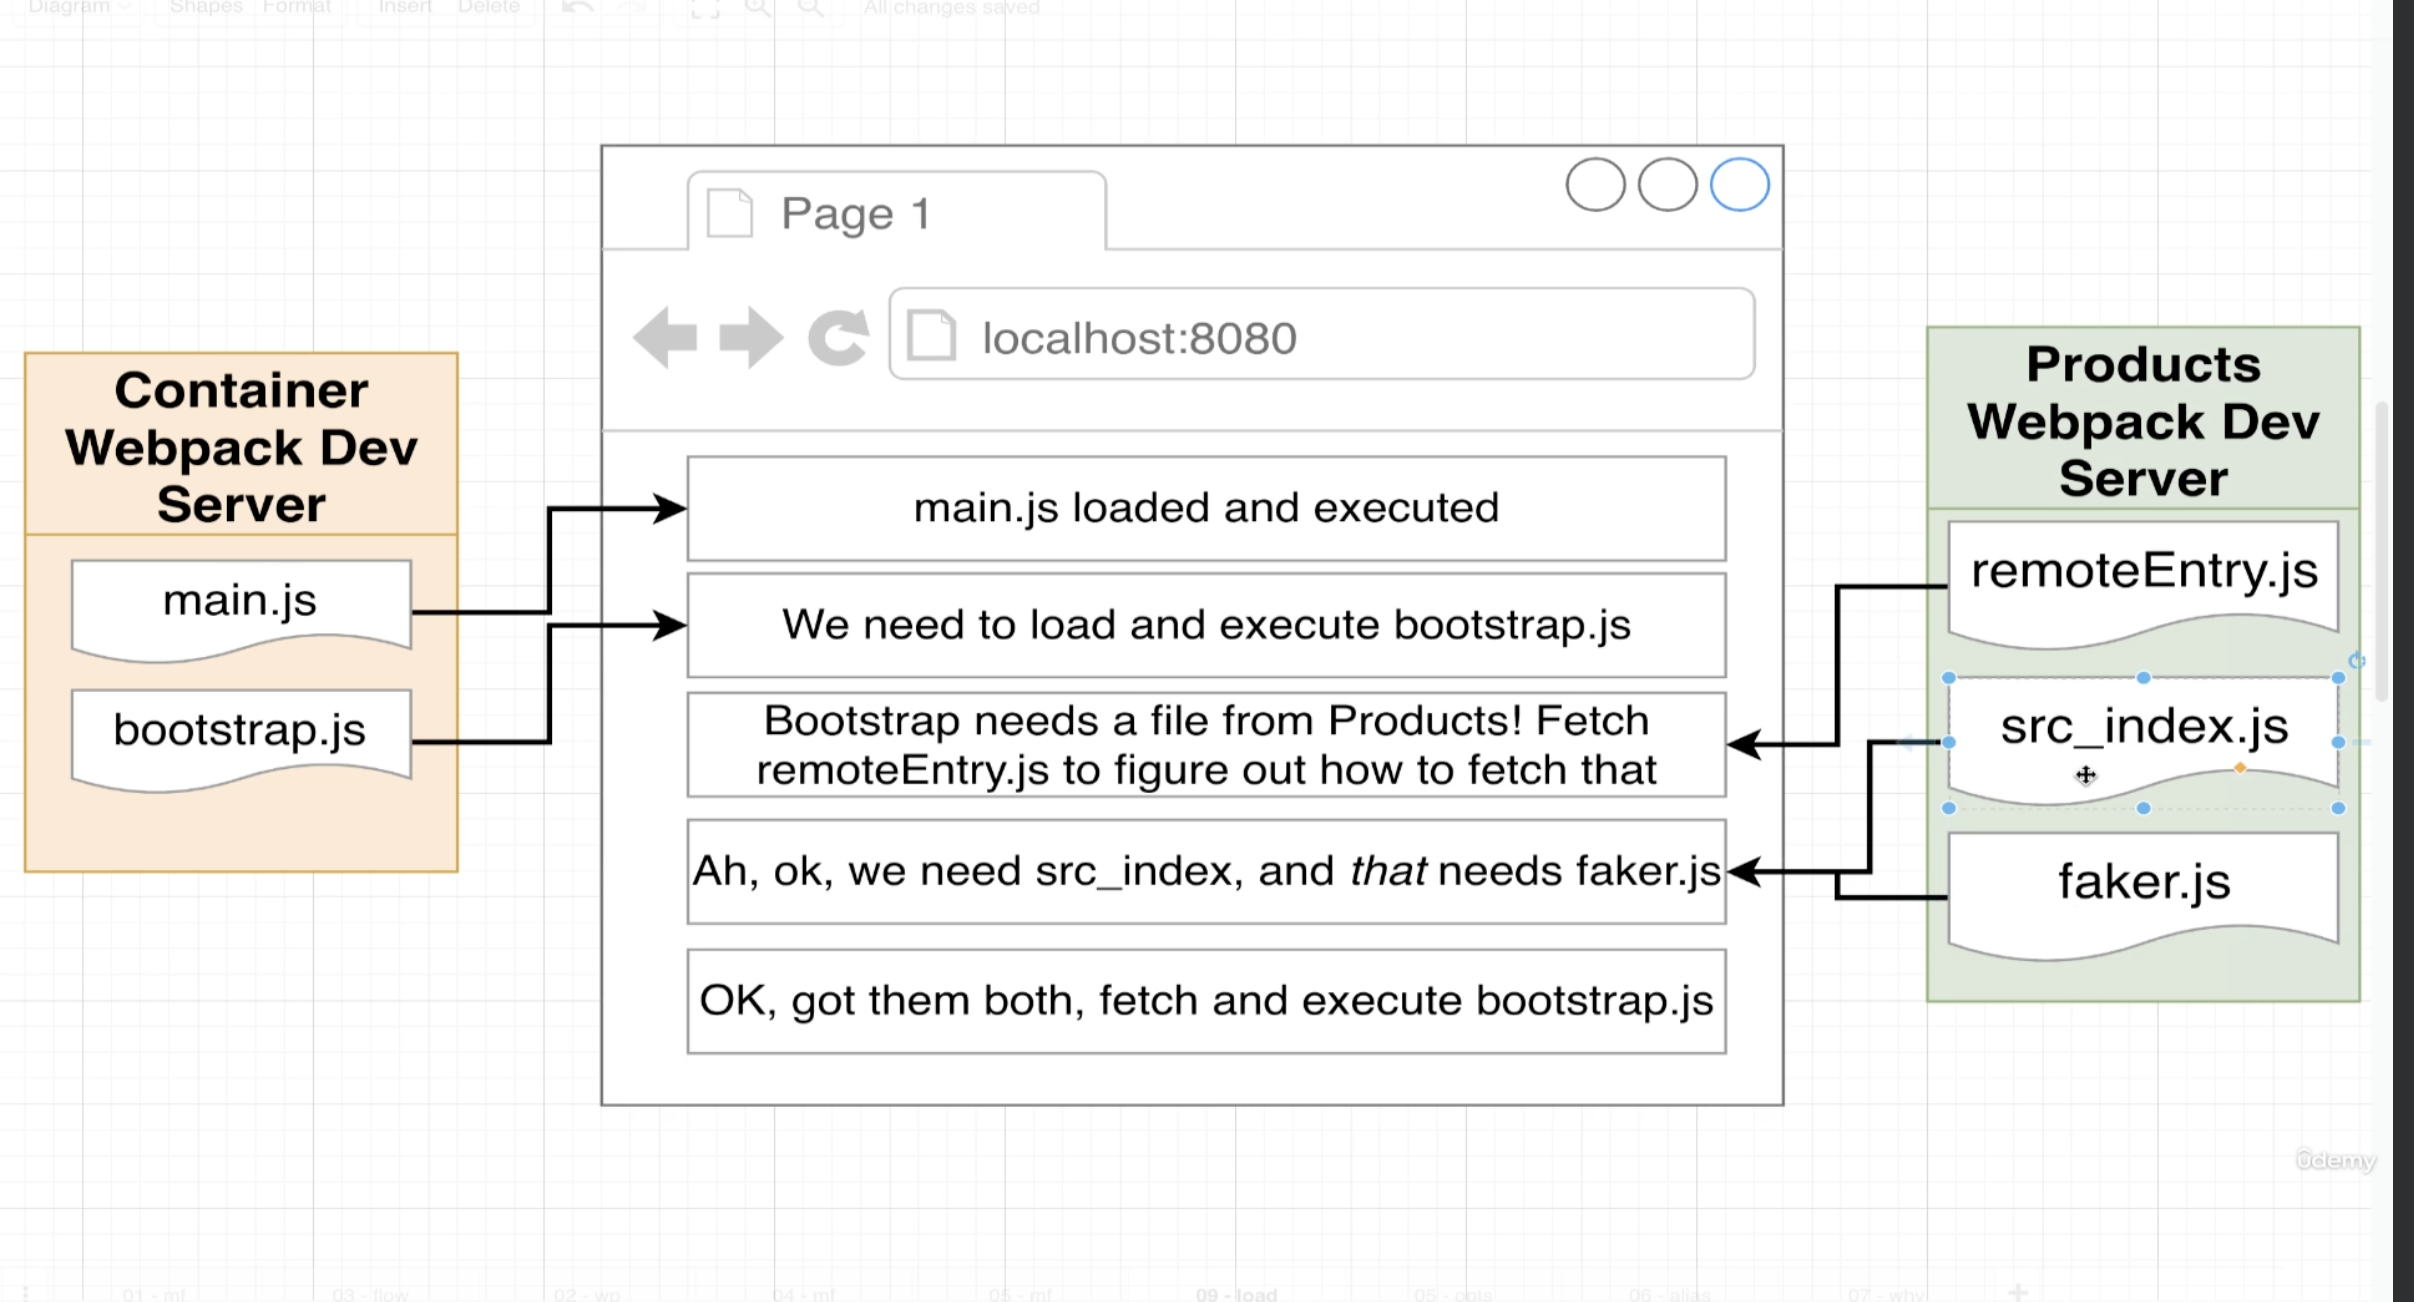 Diagram Shapes Format Insert Delete All changes saved
Page 1
localhost:8080
Container
Webpack Dev
Server
main.js
bootstrap.js
main.js loaded and executed
We need to load and execute bootstrap.js
Bootstrap needs a file from Products! Fetch
remoteEntry.js to figure out how to fetch that
Ah, ok, we need src_index, and that needs faker.js
OK, got them both, fetch and execute bootstrap.js
Products
Webpack Dev
Server
remoteEntry.js
src_index.js
faker.js
ûdemy
01 - mf 03 - flow 02 - wp 04 - mf 05 - mf 09 - load 05 - opts 06 - alias 07 - why